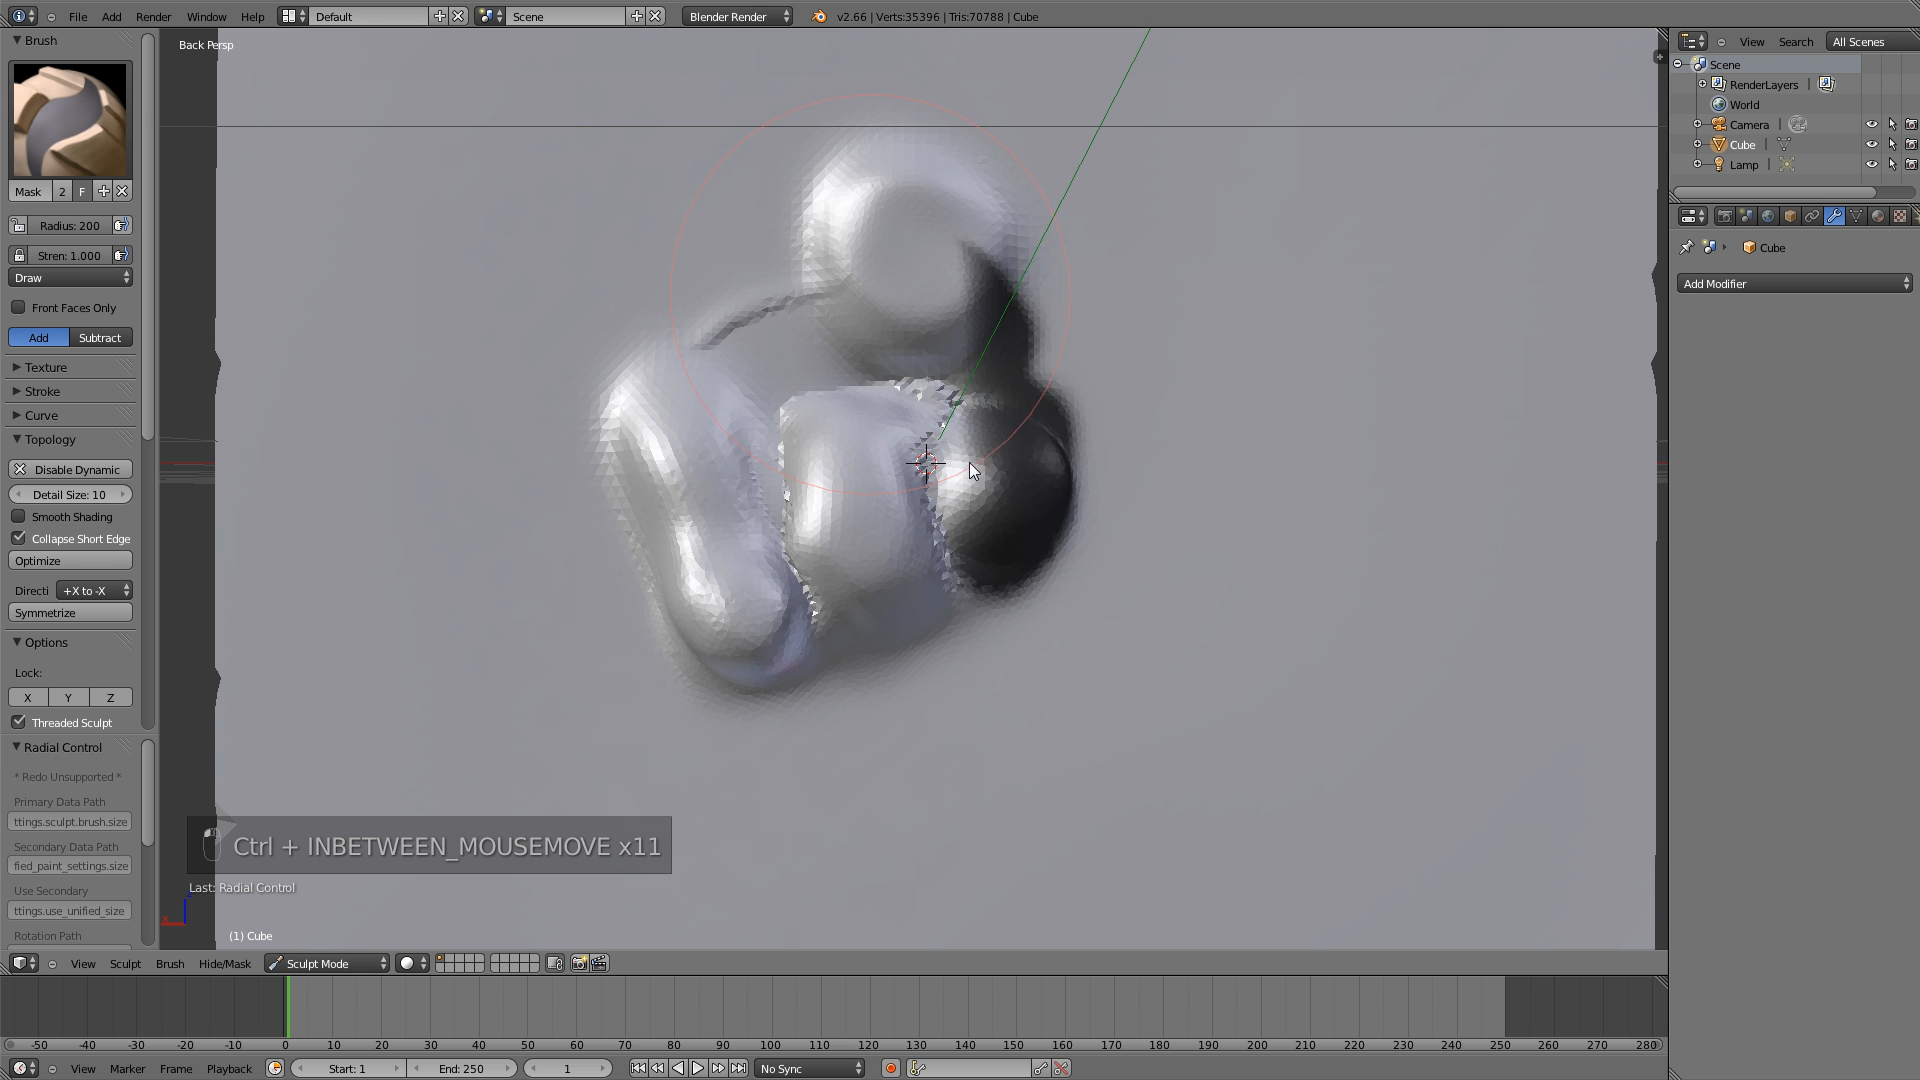 File Add Render Window Help Default Scene Blender Render v2.66 | Verts:35396 | Tris:70788 | Cube
Brush
Mask 2 F
Radius: 200
Stren: 1.000
Draw
Front Faces Only
Add Subtract
Texture
Stroke
Curve
Topology
Disable Dynamic
Detail Size: 10
Smooth Shading
Collapse Short Edge
Optimize
Directi +X to -X
Symmetrize
Options
Lock:
X Y Z
Threaded Sculpt
Radial Control
* Redo Unsupported *
Primary Data Path
ttings.sculpt.brush.size
Secondary Data Path
fied_paint_settings.size
Use Secondary
ttings.use_unified_size
Rotation Path
Back Persp
Ctrl + INBETWEEN_MOUSEMOVE x11
Last: Radial Control
(1) Cube
View Sculpt Brush Hide/Mask Sculpt Mode
-50 -40 -30 -20 -10 0 10 20 30 40 50 60 70 80 90 100 110 120 130 140 150 160 170 180 190 200 210 220 230 240 250 260 270 280
View Marker Frame Playback Start: 1 End: 250 1 No Sync
View Search All Scenes
Scene
RenderLayers |
World
Camera |
Cube |
Lamp |
Cube
Add Modifier